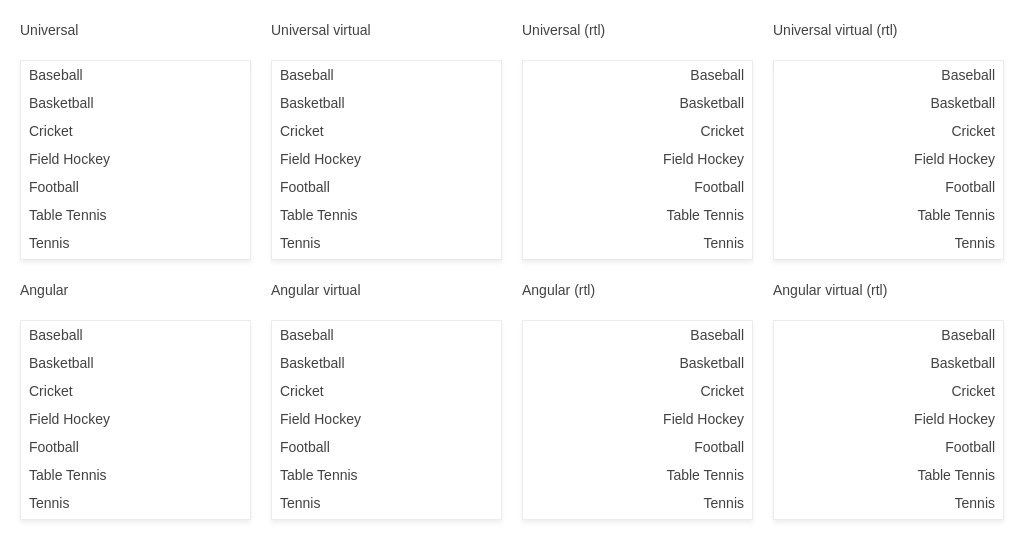 Universal
Baseball
Basketball
Cricket
Field Hockey
Football
Table Tennis
Tennis
Universal virtual
Baseball
Basketball
Cricket
Field Hockey
Football
Table Tennis
Tennis
Universal (rtl)
Baseball
Basketball
Cricket
Field Hockey
Football
Table Tennis
Tennis
Universal virtual (rtl)
Baseball
Basketball
Cricket
Field Hockey
Football
Table Tennis
Tennis
Angular
Baseball
Basketball
Cricket
Field Hockey
Football
Table Tennis
Tennis
Angular virtual
Baseball
Basketball
Cricket
Field Hockey
Football
Table Tennis
Tennis
Angular (rtl)
Baseball
Basketball
Cricket
Field Hockey
Football
Table Tennis
Tennis
Angular virtual (rtl)
Baseball
Basketball
Cricket
Field Hockey
Football
Table Tennis
Tennis